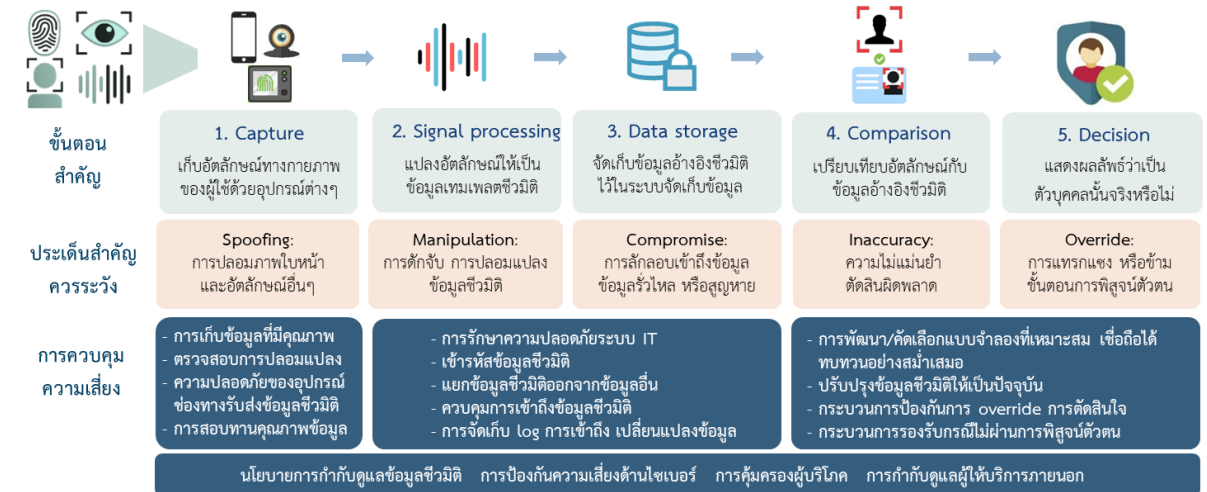 ขั้นตอน
สำคัญ
1. Capture
เก็บอัตลักษณ์ทางกายภาพ
ของผู้ใช้ด้วยอุปกรณ์ต่างๆ
2. Signal processing
แปลงอัตลักษณ์ให้เป็น
ข้อมูลเทมเพลตชีวมิติ
3. Data storage
จัดเก็บข้อมูลอ้างอิงชีวมิติ
ไว้ในระบบจัดเก็บข้อมูล
4. Comparison
เปรียบเทียบอัตลักษณ์กับ
ข้อมูลอ้างอิงชีวมิติ
5. Decision
แสดงผลลัพธ์ว่าเป็น
ตัวบุคคลนั้นจริงหรือไม่
ประเด็นสำคัญ
ควรระวัง
Spoofing:
การปลอมภาพใบหน้า
และอัตลักษณ์อื่นๆ
Manipulation:
การดักจับ การปลอมแปลง
ข้อมูลชีวมิติ
Compromise:
การลักลอบเข้าถึงข้อมูล
ข้อมูลรั่วไหล หรือสูญหาย
Inaccuracy:
ความไม่แม่นยำ
ตัดสินผิดพลาด
Override:
การแทรกแซง หรือข้าม
ขั้นตอนการพิสูจน์ตัวตน
การควบคุม
ความเสี่ยง
- การเก็บข้อมูลที่มีคุณภาพ
- ตรวจสอบการปลอมแปลง
- ความปลอดภัยของอุปกรณ์
ช่องทางรับส่งข้อมูลชีวมิติ
- การสอบทานคุณภาพข้อมูล
- การรักษาความปลอดภัยระบบ IT
- เข้ารหัสข้อมูลชีวมิติ
- แยกข้อมูลชีวมิติออกจากข้อมูลอื่น
- ควบคุมการเข้าถึงข้อมูลชีวมิติ
- การจัดเก็บ log การเข้าถึง เปลี่ยนแปลงข้อมูล
- การพัฒนา/คัดเลือกแบบจำลองที่เหมาะสม เชื่อถือได้
ทบทวนอย่างสม่ำเสมอ
- ปรับปรุงข้อมูลชีวมิติให้เป็นปัจจุบัน
- กระบวนการป้องกันการ override การตัดสินใจ
- กระบวนการรองรับกรณีไม่ผ่านการพิสูจน์ตัวตน
นโยบายการกำกับดูแลข้อมูลชีวมิติ การป้องกันความเสี่ยงด้านไซเบอร์ การคุ้มครองผู้บริโภค การกำกับดูแลผู้ให้บริการภายนอก